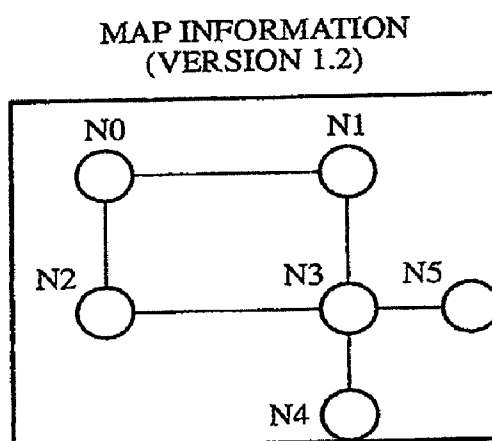 MAP INFORMATION
(VERSION 1.2)
N0 N1
N2 N3 N5
N4